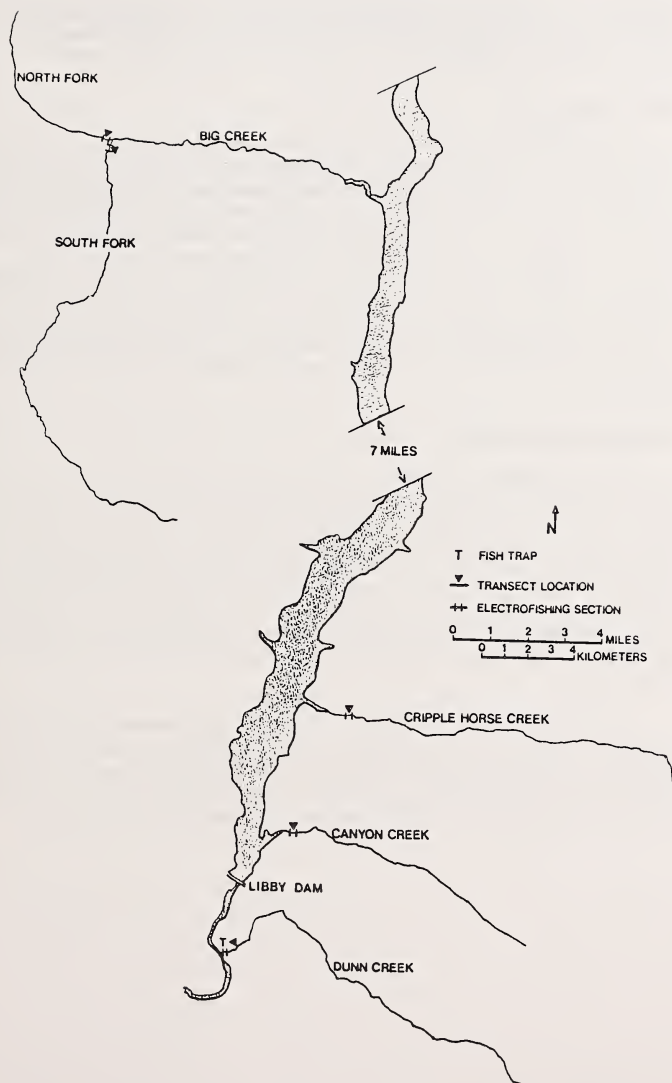 NORTH FORK
BIG CREEK
SOUTH FORK
7 MILES
N
T FISH TRAP
TRANSECT LOCATION
ELECTROFISHING SECTION
0 1 2 3 4 MILES
0 1 2 3 4 KILOMETERS
CRIPPLE HORSE CREEK
CANYON CREEK
LIBBY DAM
T
DUNN CREEK